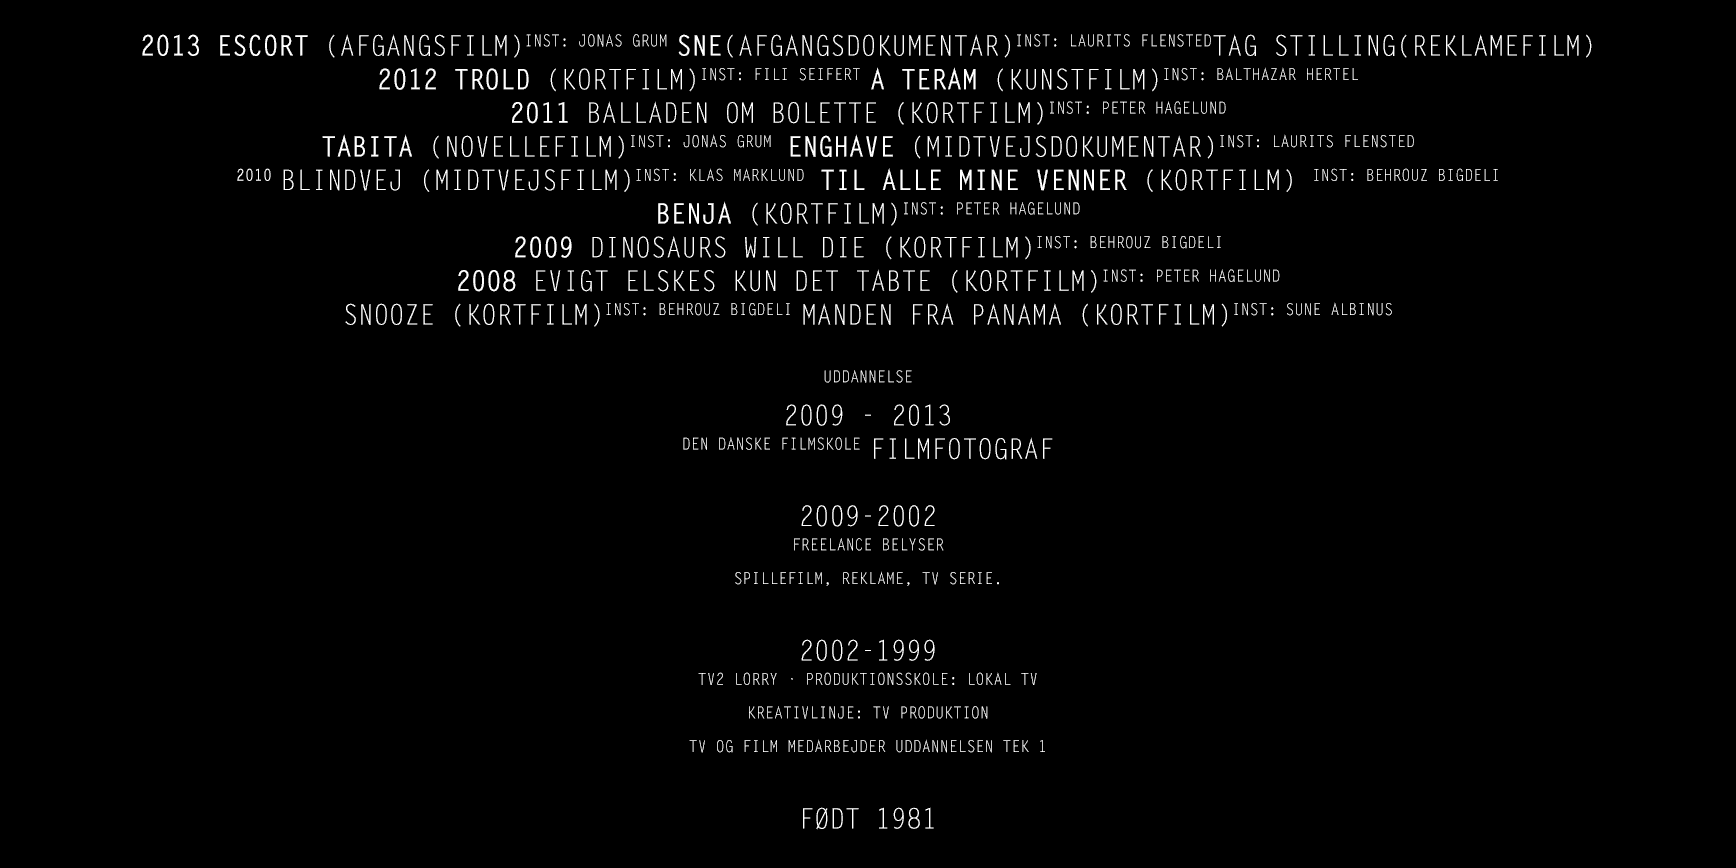 2013 ESCORT (AFGANGSFILM) INST: JONAS GRUM SNE(AFGANGSDOKUMENTAR) INST: LAURITS FLENSTED TAG STILLING(REKLAMEFILM)
2012 TROLD (KORTFILM) INST: FILI SEIFERT A TERAM (KUNSTFILM) INST: BALTHAZAR HERTEL
2011 BALLADEN OM BOLETTE (KORTFILM) INST: PETER HAGELUND
TABITA (NOVELLEFILM) INST: JONAS GRUM ENGHAVE (MIDTVEJSDOKUMENTAR) INST: LAURITS FLENSTED
2010 BLINDVEJ (MIDTVEJSFILM) INST: KLAS MARKLUND TIL ALLE MINE VENNER (KORTFILM) INST: BEHROUZ BIGDELI
BENJA (KORTFILM) INST: PETER HAGELUND
2009 DINOSAURS WILL DIE (KORTFILM) INST: BEHROUZ BIGDELI
2008 EVIGT ELSKES KUN DET TABTE (KORTFILM) INST: PETER HAGELUND
SNOOZE (KORTFILM) INST: BEHROUZ BIGDELI MANDEN FRA PANAMA (KORTFILM) INST: SUNE ALBINUS
UDDANNELSE
2009 - 2013
DEN DANSKE FILMSKOLE FILMFOTOGRAF
2009-2002
FREELANCE BELYSER
SPILLEFILM, REKLAME, TV SERIE.
2002-1999
TV2 LORRY · PRODUKTIONSSKOLE: LOKAL TV
KREATIVLINJE: TV PRODUKTION
TV OG FILM MEDARBEJDER UDDANNELSEN TEK 1
FØDT 1981